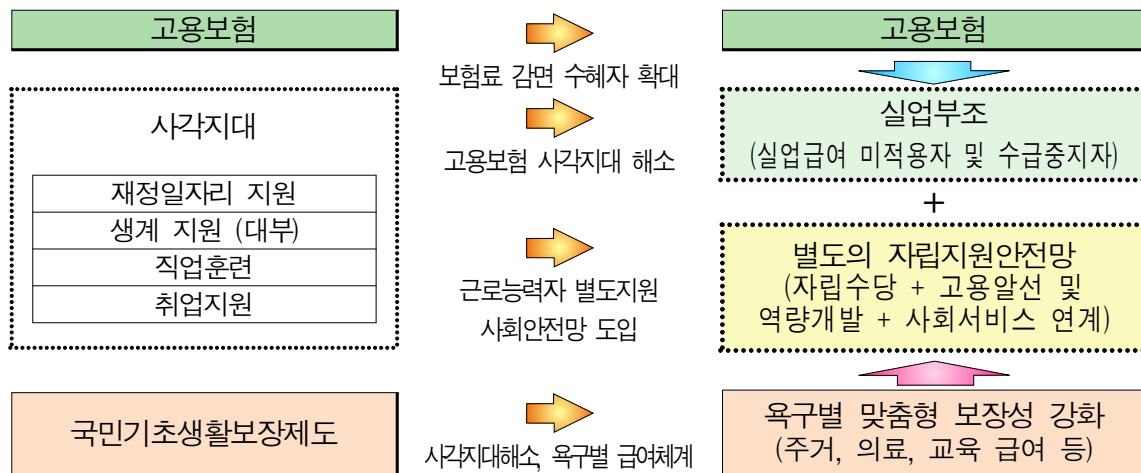 고용보험
보험료 감면 수혜자 확대
고용보험
사각지대
재정일자리 지원
생계 지원 (대부)
직업훈련
취업지원
고용보험 사각지대 해소
실업부조
(실업급여 미적용자 및 수급중지자)
+
근로능력자 별도지원
사회안전망 도입
별도의 자립지원안전망
(자립수당 + 고용알선 및
역량개발 + 사회서비스 연계)
국민기초생활보장제도
사각지대해소, 욕구별 급여체계
욕구별 맞춤형 보장성 강화
(주거, 의료, 교육 급여 등)